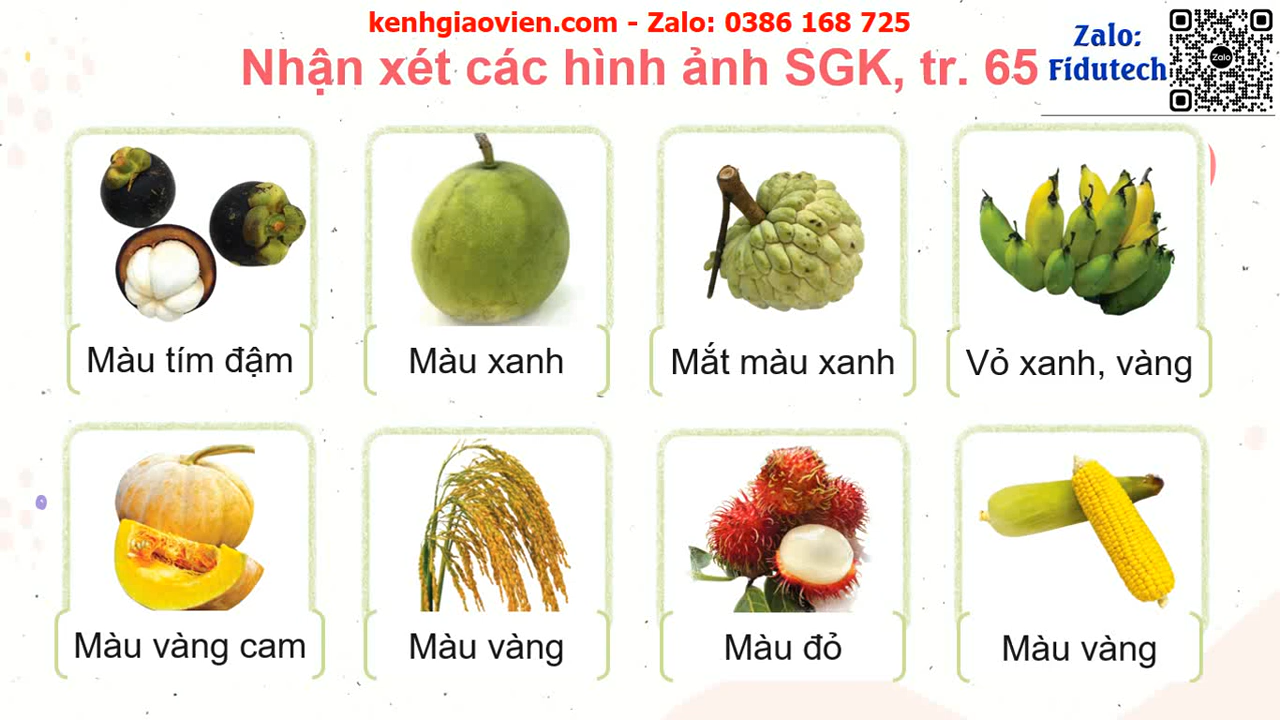 kenhgiaovien.com - Zalo: 0386 168 725
Nhận xét các hình ảnh SGK, tr. 65
Zalo:
Fidutech
Zalo
Màu tím đậm
Màu xanh
Mắt màu xanh
Vỏ xanh, vàng
Màu vàng cam
Màu vàng
Màu đỏ
Màu vàng